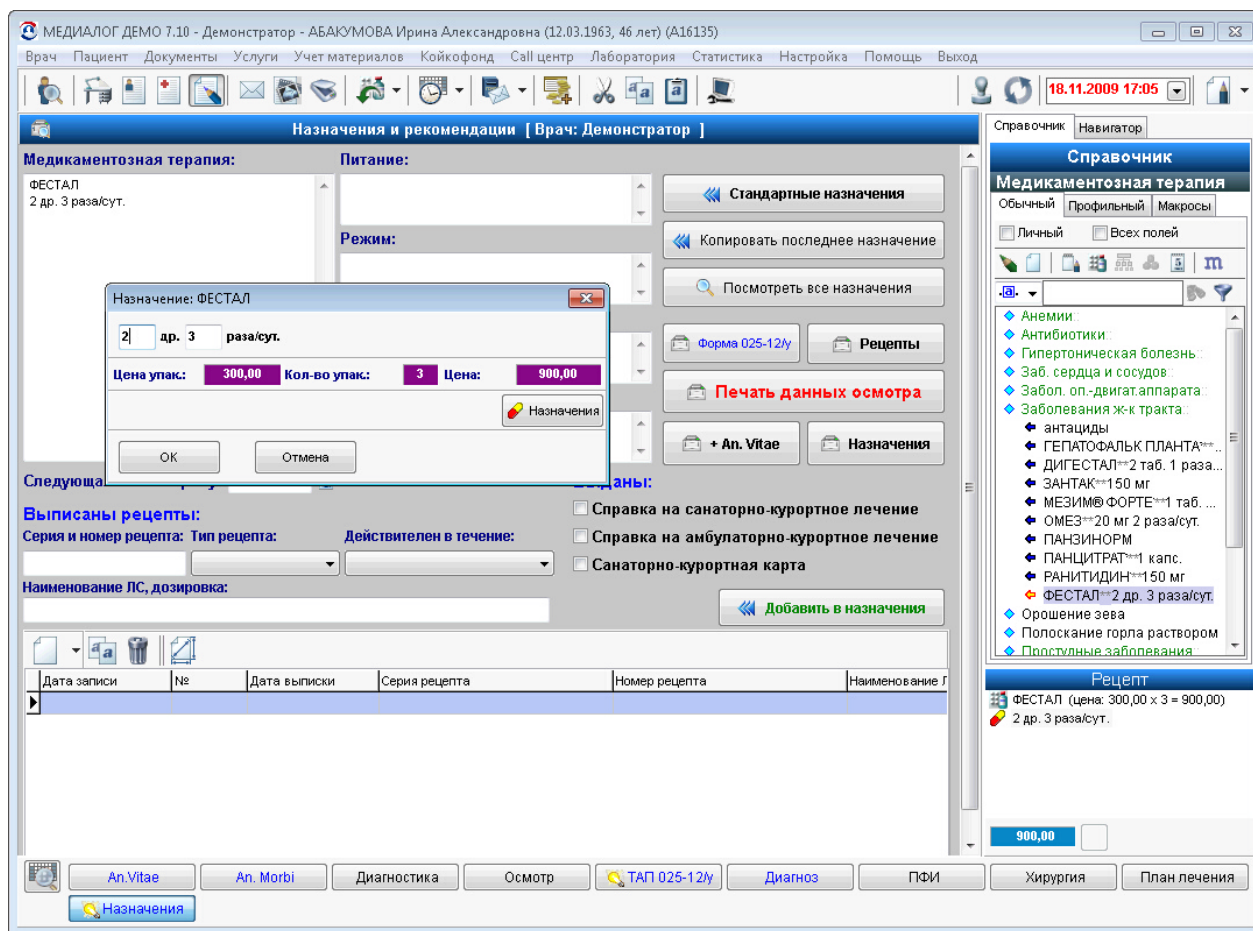 МЕДИАЛОГ ДЕМО 7.10 - Демонстратор - АБАКУМОВА Ирина Александровна (12.03.1963, 46 лет) (А16135)
Врач Пациент Документы Услуги Учет материалов Койкофонд Call центр Лаборатория Статистика Настройка Помощь Выход
18.11.2009 17:05
Назначения и рекомендации [ Врач: Демонстратор ]
Медикаментозная терапия:
ФЕСТАЛ
2 др. 3 раза/сут.
Питание:
Режим:
Стандартные назначения
Копировать последнее назначение
Посмотреть все назначения
Форма 025-12/у Рецепты
Печать данных осмотра
+ An. Vitae Назначения
Назначение: ФЕСТАЛ
2 др. 3 раза/сут.
Цена упак.: 300,00 Кол-во упак.: 3 Цена: 900,00
Назначения
ОК Отмена
Выписаны рецепты:
Серия и номер рецепта: Тип рецепта: Действителен в течение:
Наименование ЛС, дозировка:
Справка на санаторно-курортное лечение
Справка на амбулаторно-курортное лечение
Санаторно-курортная карта
Добавить в назначения
Дата записи № Дата выписки Серия рецепта Номер рецепта Наименование Л
Справочник Навигатор
Справочник
Медикаментозная терапия
Обычный Профильный Макросы
Личный Всех полей
.a.
Анемии::
Антибиотики::
Гипертоническая болезнь::
Заб. сердца и сосудов::
Забол. оп.-двигат.аппарата::
Заболевания ж-к тракта::
антациды
ГЕПАТОФАЛЬК ПЛАНТА**...
ДИГЕСТАЛ**2 таб. 1 раза...
ЗАНТАК**150 мг
МЕЗИМ® ФОРТЕ**1 таб. ...
ОМЕЗ**20 мг 2 раза/сут.
ПАНЗИНОРМ
ПАНЦИТРАТ**1 капс.
РАНИТИДИН**150 мг
ФЕСТАЛ**2 др. 3 раза/сут.
Орошение зева
Полоскание горла раствором
Простудные заболевания::
Рецепт
ФЕСТАЛ (цена: 300,00 x 3 = 900,00)
2 др. 3 раза/сут.
900,00
An.Vitae An. Morbi Диагностика Осмотр ТАП 025-12/у Диагноз ПФИ Хирургия План лечения
Назначения